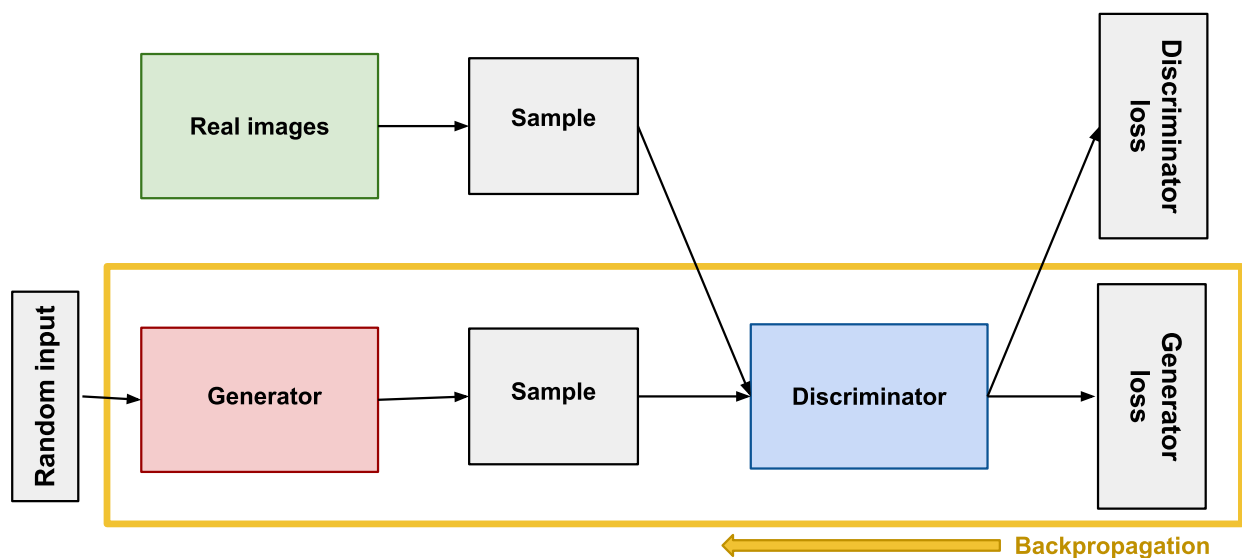 Real images
Sample
Discriminator
loss
Random input
Generator
Sample
Discriminator
Generator
loss
Backpropagation